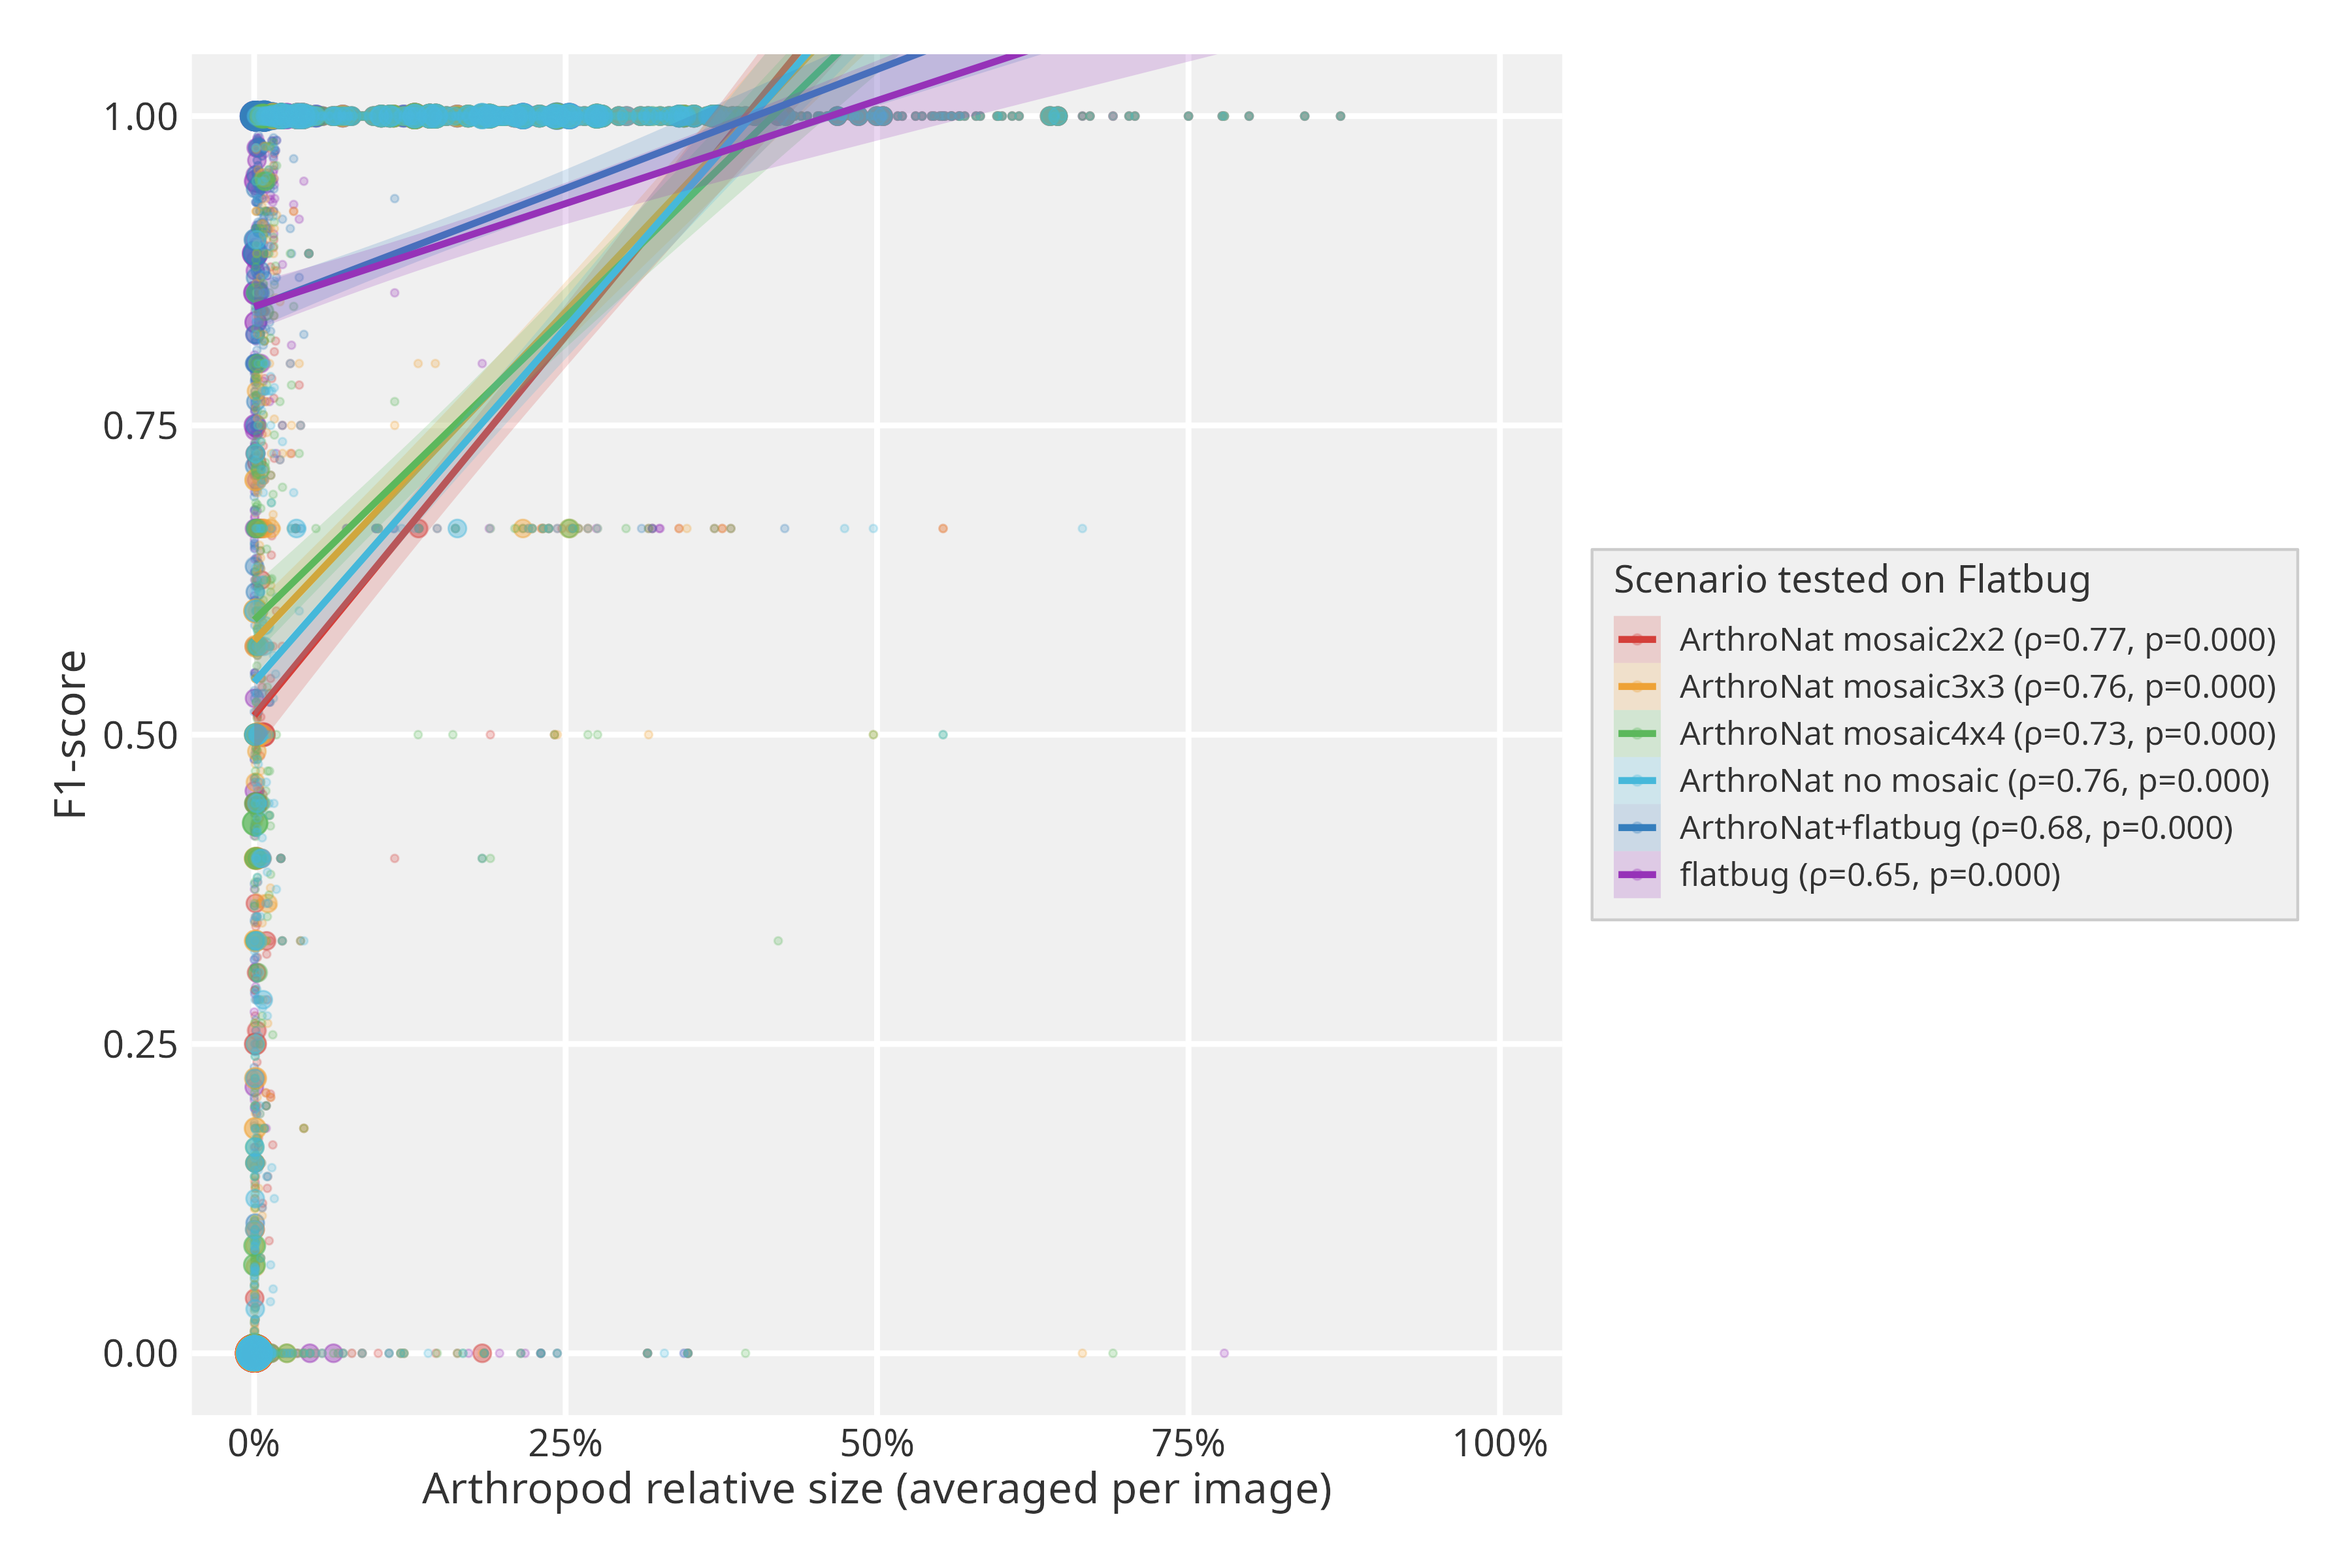 1.00
0.75
0.50
0.25
0.00
F1-score
0% 25% 50% 75% 100%
Arthropod relative size (averaged per image)
Scenario tested on Flatbug
ArthroNat mosaic2x2 (ρ=0.77, p=0.000)
ArthroNat mosaic3x3 (ρ=0.76, p=0.000)
ArthroNat mosaic4x4 (ρ=0.73, p=0.000)
ArthroNat no mosaic (ρ=0.76, p=0.000)
ArthroNat+flatbug (ρ=0.68, p=0.000)
flatbug (ρ=0.65, p=0.000)